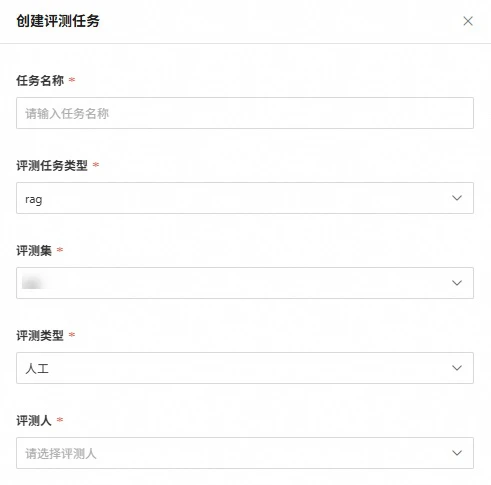 创建评测任务
任务名称 *
请输入任务名称
评测任务类型 *
rag
评测集 *
评测类型 *
人工
评测人 *
请选择评测人